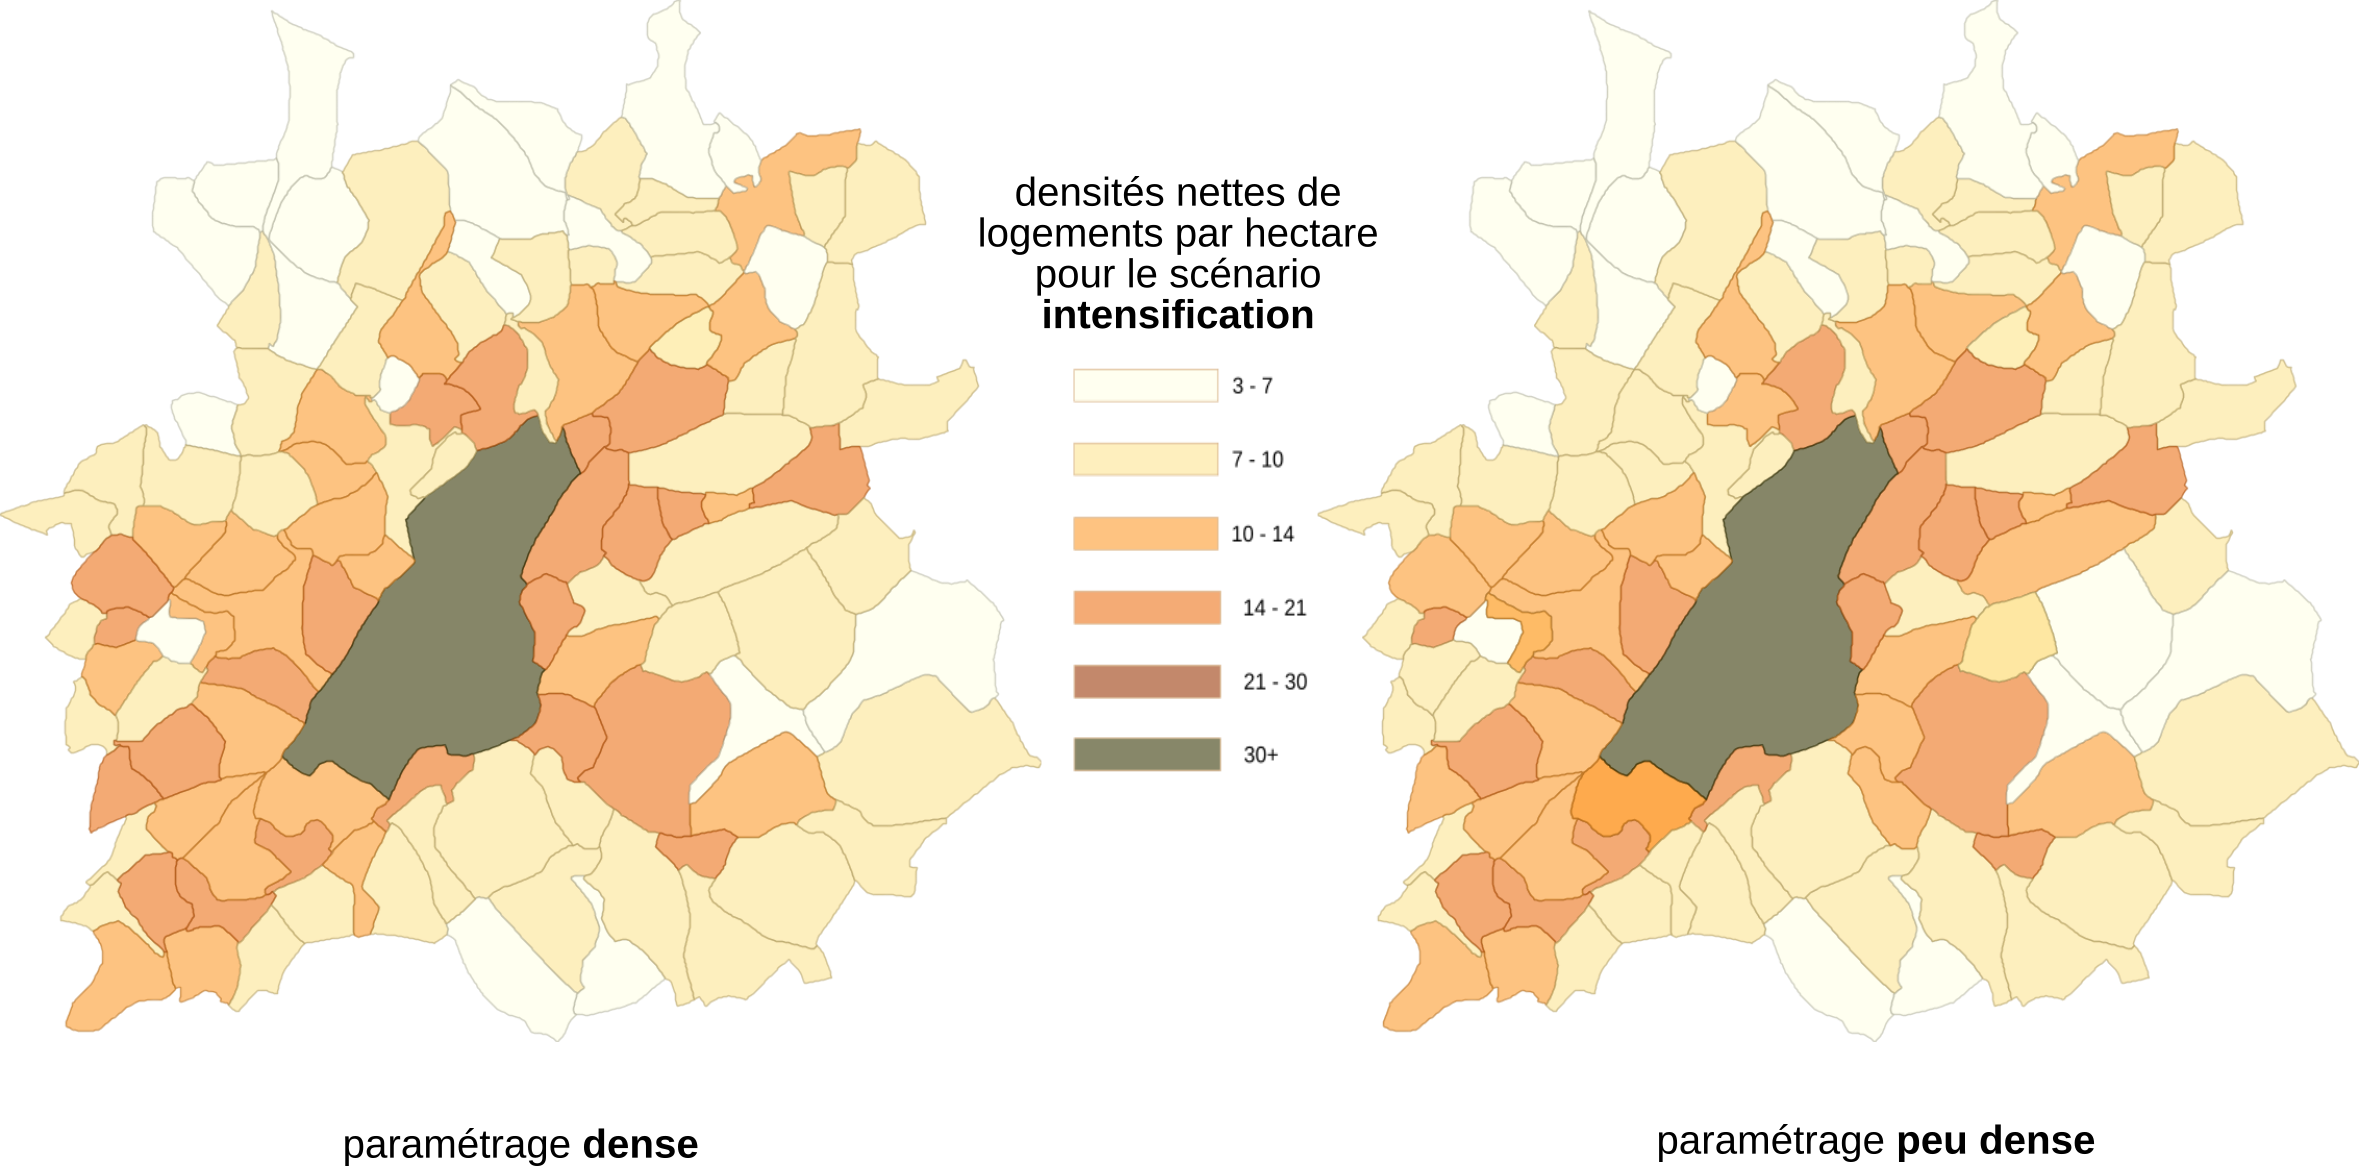 densités nettes de
logements par hectare
pour le scénario
intensification
3 - 7
7 - 10
10 - 14
14 - 21
21 - 30
30+
paramétrage dense
paramétrage peu dense